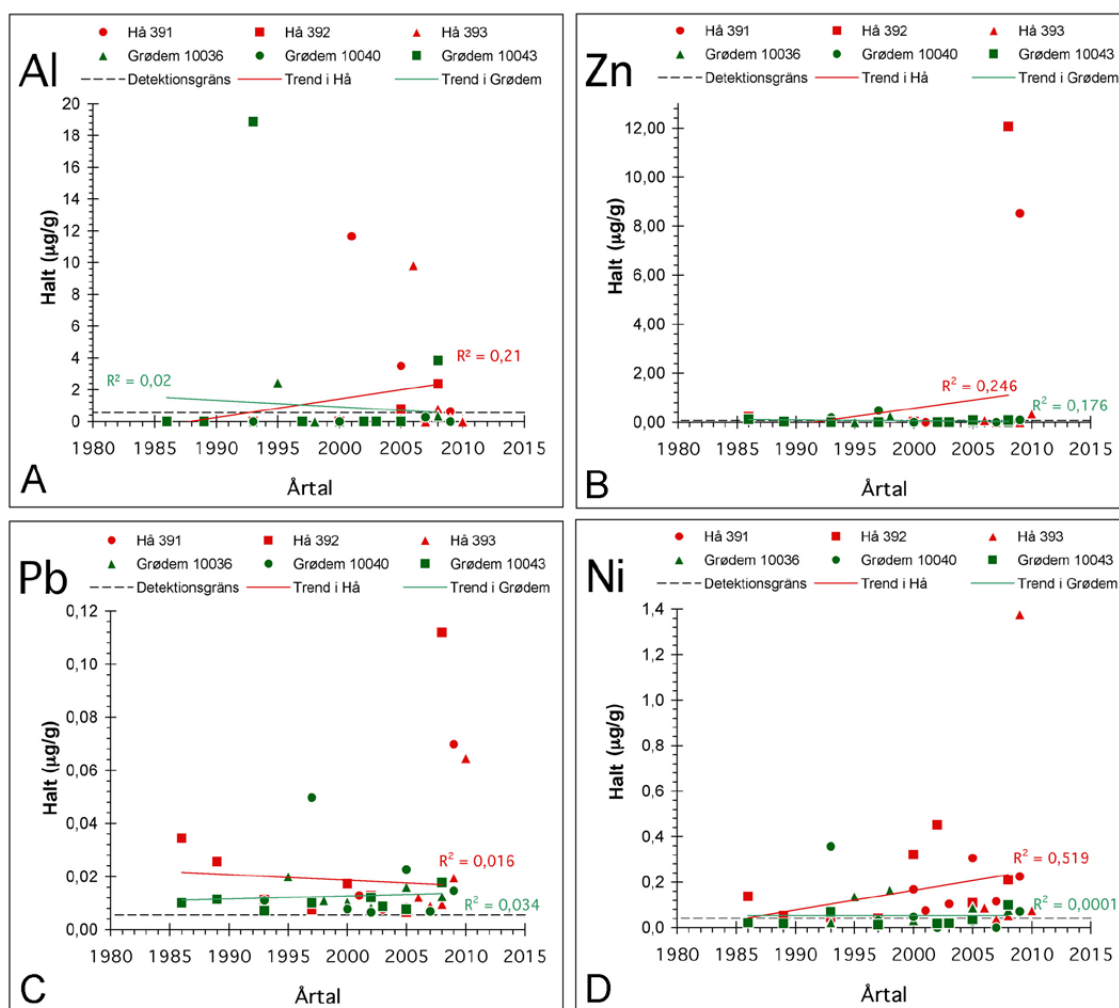 Al
Hå 391 Hå 392 Hå 393
Grødem 10036 Grødem 10040 Grødem 10043
Detektionsgräns Trend i Hå Trend i Grødem
Halt (µg/g)
20
18
16
14
12
10
8
6
4
2
0
R² = 0,02
R² = 0,21
1980 1985 1990 1995 2000 2005 2010 2015
Årtal
A
Zn
Hå 391 Hå 392 Hå 393
Grødem 10036 Grødem 10040 Grødem 10043
Detektionsgräns Trend i Hå Trend i Grødem
Halt (µg/g)
12,00
10,00
8,00
6,00
4,00
2,00
0,00
R² = 0,246
R² = 0,176
1980 1985 1990 1995 2000 2005 2010 2015
Årtal
B
Pb
Hå 391 Hå 392 Hå 393
Grødem 10036 Grødem 10040 Grødem 10043
Detektionsgräns Trend i Hå Trend i Grødem
Halt (µg/g)
0,12
0,10
0,08
0,06
0,04
0,02
0,00
R² = 0,016
R² = 0,034
1980 1985 1990 1995 2000 2005 2010 2015
Årtal
C
Ni
Hå 391 Hå 392 Hå 393
Grødem 10036 Grødem 10040 Grødem 10043
Detektionsgräns Trend i Hå Trend i Grødem
Halt (µg/g)
1,4
1,2
1,0
0,8
0,6
0,4
0,2
0,0
R² = 0,519
R² = 0,0001
1980 1985 1990 1995 2000 2005 2010 2015
Årtal
D